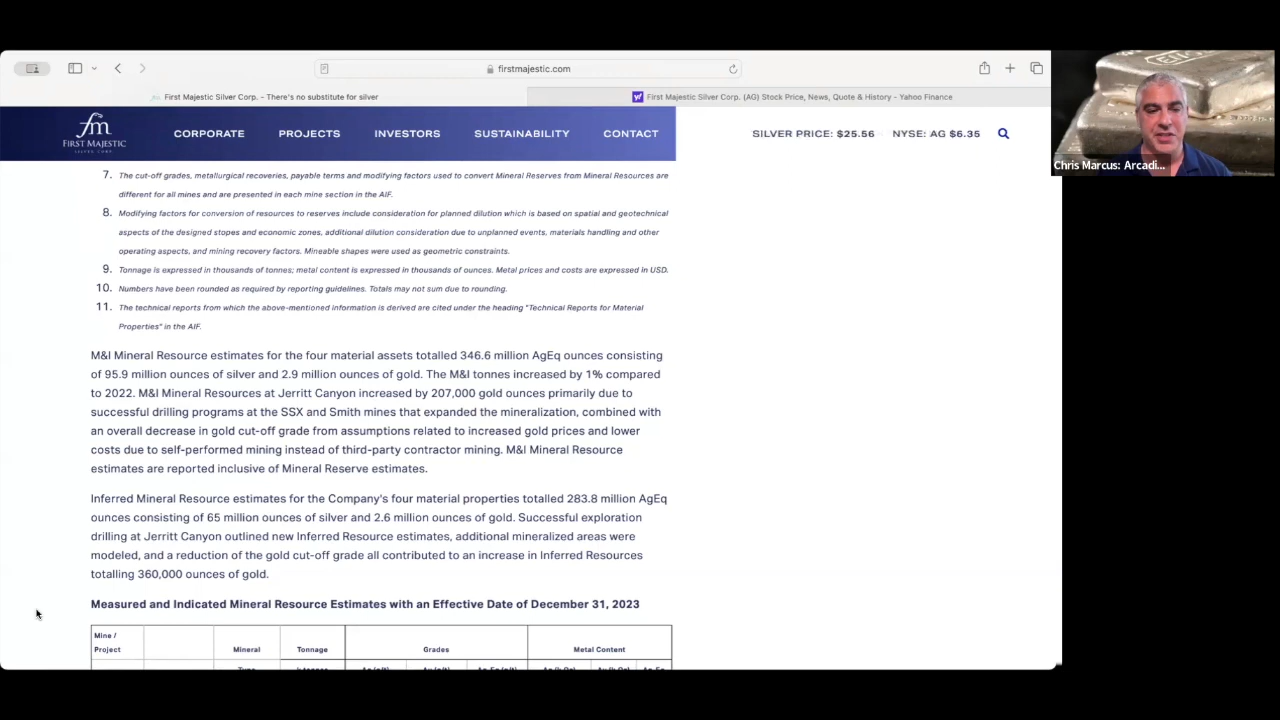 firstmajestic.com
First Majestic Silver Corp. - There's no substitute for silver
First Majestic Silver Corp. (AG) Stock Price, News, Quote & History - Yahoo Finance
fm
FIRST MAJESTIC
SILVER CORP.
CORPORATE PROJECTS INVESTORS SUSTAINABILITY CONTACT
SILVER PRICE: $25.56 NYSE: AG $6.35
Chris Marcus: Arcadi...
7. The cut-off grades, metallurgical recoveries, payable terms and modifying factors used to convert Mineral Reserves from Mineral Resources are
different for all mines and are presented in each mine section in the AIF.
8. Modifying factors for conversion of resources to reserves include consideration for planned dilution which is based on spatial and geotechnical
aspects of the designed stopes and economic zones, additional dilution consideration due to unplanned events, materials handling and other
operating aspects, and mining recovery factors. Mineable shapes were used as geometric constraints.
9. Tonnage is expressed in thousands of tonnes; metal content is expressed in thousands of ounces. Metal prices and costs are expressed in USD.
10. Numbers have been rounded as required by reporting guidelines. Totals may not sum due to rounding.
11. The technical reports from which the above-mentioned information is derived are cited under the heading "Technical Reports for Material
Properties" in the AIF.
M&I Mineral Resource estimates for the four material assets totalled 346.6 million AgEq ounces consisting
of 95.9 million ounces of silver and 2.9 million ounces of gold. The M&I tonnes increased by 1% compared
to 2022. M&I Mineral Resources at Jerritt Canyon increased by 207,000 gold ounces primarily due to
successful drilling programs at the SSX and Smith mines that expanded the mineralization, combined with
an overall decrease in gold cut-off grade from assumptions related to increased gold prices and lower
costs due to self-performed mining instead of third-party contractor mining. M&I Mineral Resource
estimates are reported inclusive of Mineral Reserve estimates.
Inferred Mineral Resource estimates for the Company's four material properties totalled 283.8 million AgEq
ounces consisting of 65 million ounces of silver and 2.6 million ounces of gold. Successful exploration
drilling at Jerritt Canyon outlined new Inferred Resource estimates, additional mineralized areas were
modeled, and a reduction of the gold cut-off grade all contributed to an increase in Inferred Resources
totalling 360,000 ounces of gold.
Measured and Indicated Mineral Resource Estimates with an Effective Date of December 31, 2023
Mine /
Project Mineral Tonnage Grades Metal Content